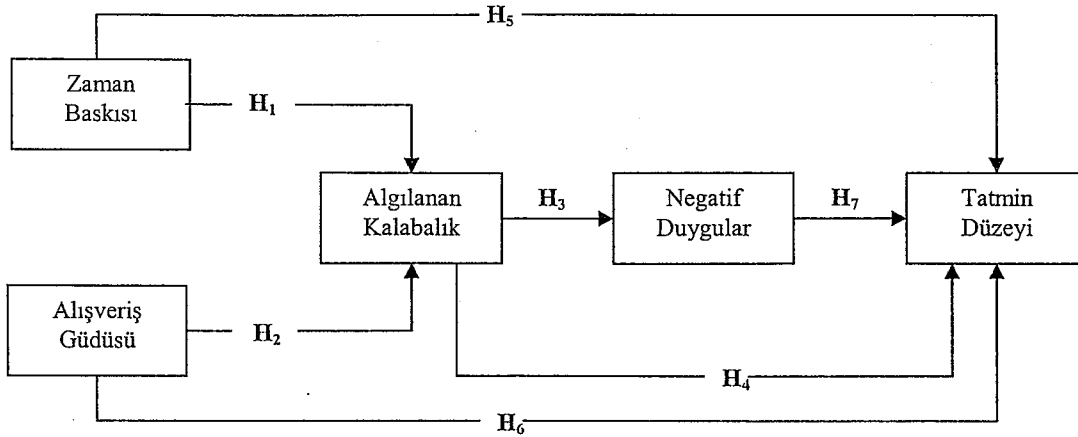 H5
Zaman
Baskısı
H1
Algılanan
Kalabalık
H3
Negatif
Duygular
H7
Tatmin
Düzeyi
Alışveriş
Güdüsü
H2
H4
H6